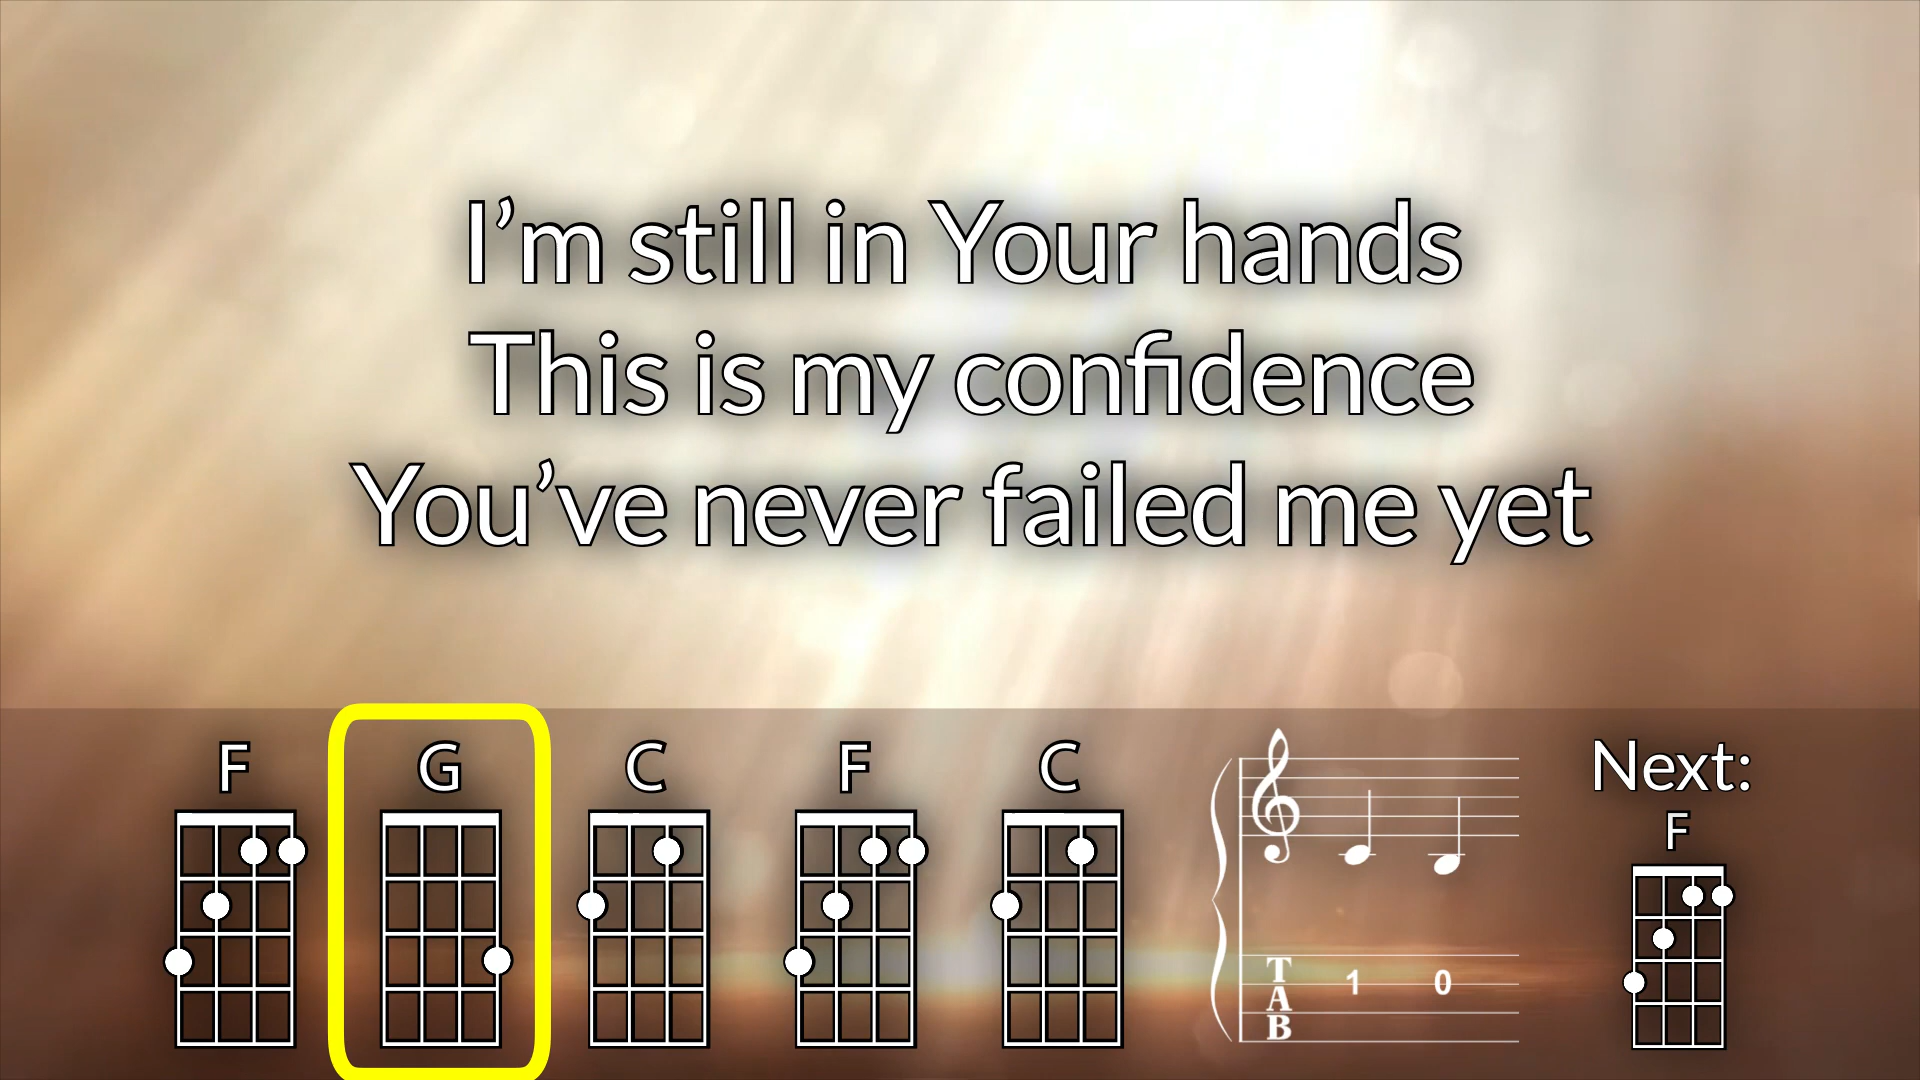 I’m still in Your hands
This is my confidence
You’ve never failed me yet
F G C F C Next:
F
T
A
B
1 0